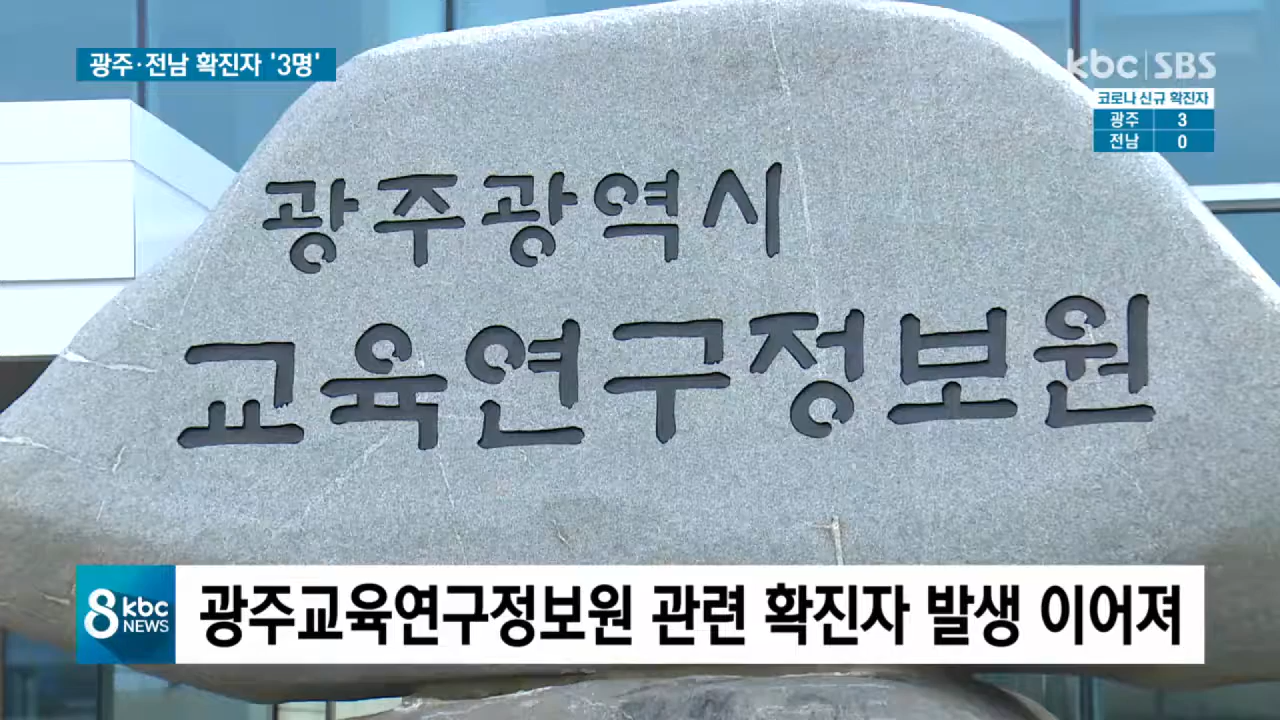 광주·전남 확진자 '3명'
kbc SBS
코로나 신규 확진자
광주 3
전남 0
광주광역시
교육연구정보원
8 kbc NEWS
광주교육연구정보원 관련 확진자 발생 이어져